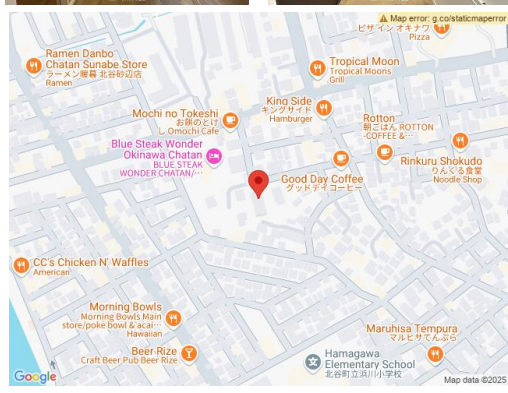 Map error: g.co/staticmaperror
ピザ イン オキナワ
Pizza
Ramen Danbo
Chatan Sunabe Store
ラーメン暖暮 北谷砂辺店
Ramen
Tropical Moon
Tropical Moons
Grill
King Side
キングサイド
Hamburger
Mochi no Tokeshi
お餅のとけ
し Omochi Cafe
Rotton
朝ごはん ROTTON
-COFFEE &…
Blue Steak Wonder
Okinawa Chatan
BLUE STEAK
WONDER CHATAN/…
Rinkuru Shokudo
りんくる食堂
Noodle Shop
Good Day Coffee
グッドデイコーヒー
CC's Chicken N' Waffles
American
Morning Bowls
Morning Bowls Main
store/poke bowl & acai…
Hawaiian
Maruhisa Tempura
マルヒサてんぷら
Beer Rize
Craft Beer Pub Beer Rize
Hamagawa
Elementary School
北谷町立浜川小学校
Google
Map data ©2025